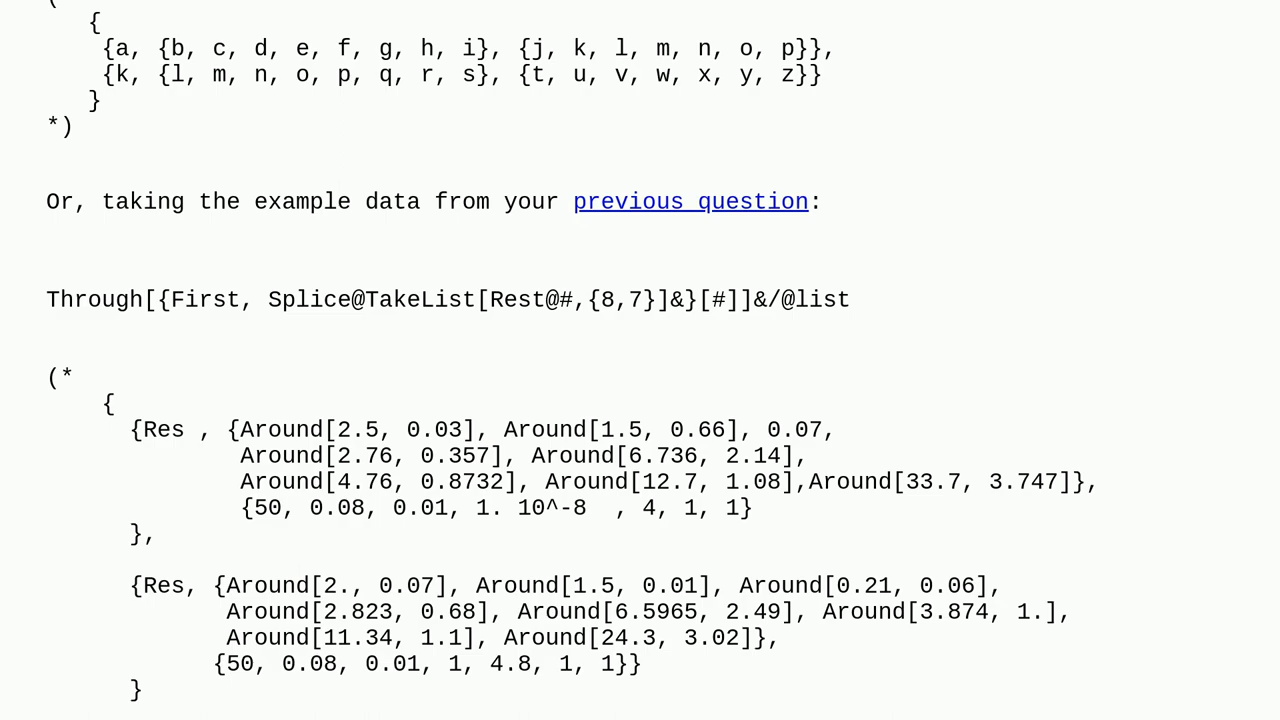 (
{
{a, {b, c, d, e, f, g, h, i}, {j, k, l, m, n, o, p}},
{k, {l, m, n, o, p, q, r, s}, {t, u, v, w, x, y, z}}
}
*)
Or, taking the example data from your previous question:
Through[{First, Splice@TakeList[Rest@#,{8,7}]&}[#]]&/@list
(*
{
{Res , {Around[2.5, 0.03], Around[1.5, 0.66], 0.07,
Around[2.76, 0.357], Around[6.736, 2.14],
Around[4.76, 0.8732], Around[12.7, 1.08],Around[33.7, 3.747]},
{50, 0.08, 0.01, 1. 10^-8  , 4, 1, 1}
},
{Res, {Around[2., 0.07], Around[1.5, 0.01], Around[0.21, 0.06],
Around[2.823, 0.68], Around[6.5965, 2.49], Around[3.874, 1.],
Around[11.34, 1.1], Around[24.3, 3.02]},
{50, 0.08, 0.01, 1, 4.8, 1, 1}}
}